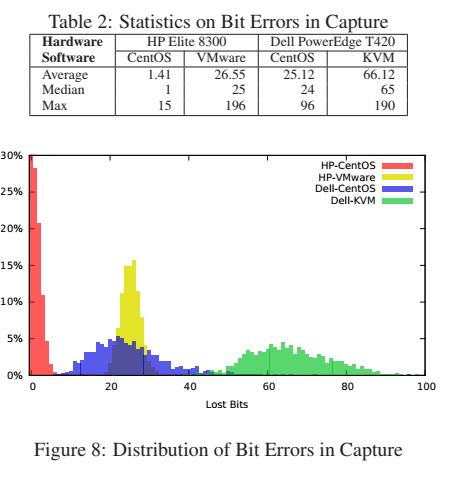 Table 2: Statistics on Bit Errors in Capture
Hardware HP Elite 8300 Dell PowerEdge T420
Software CentOS VMware CentOS KVM
Average 1.41 26.55 25.12 66.12
Median 1 25 24 65
Max 15 196 96 190
30%
25%
20%
15%
10%
5%
0%
HP-CentOS
HP-VMware
Dell-CentOS
Dell-KVM
0 20 40 60 80 100
Lost Bits
Figure 8: Distribution of Bit Errors in Capture